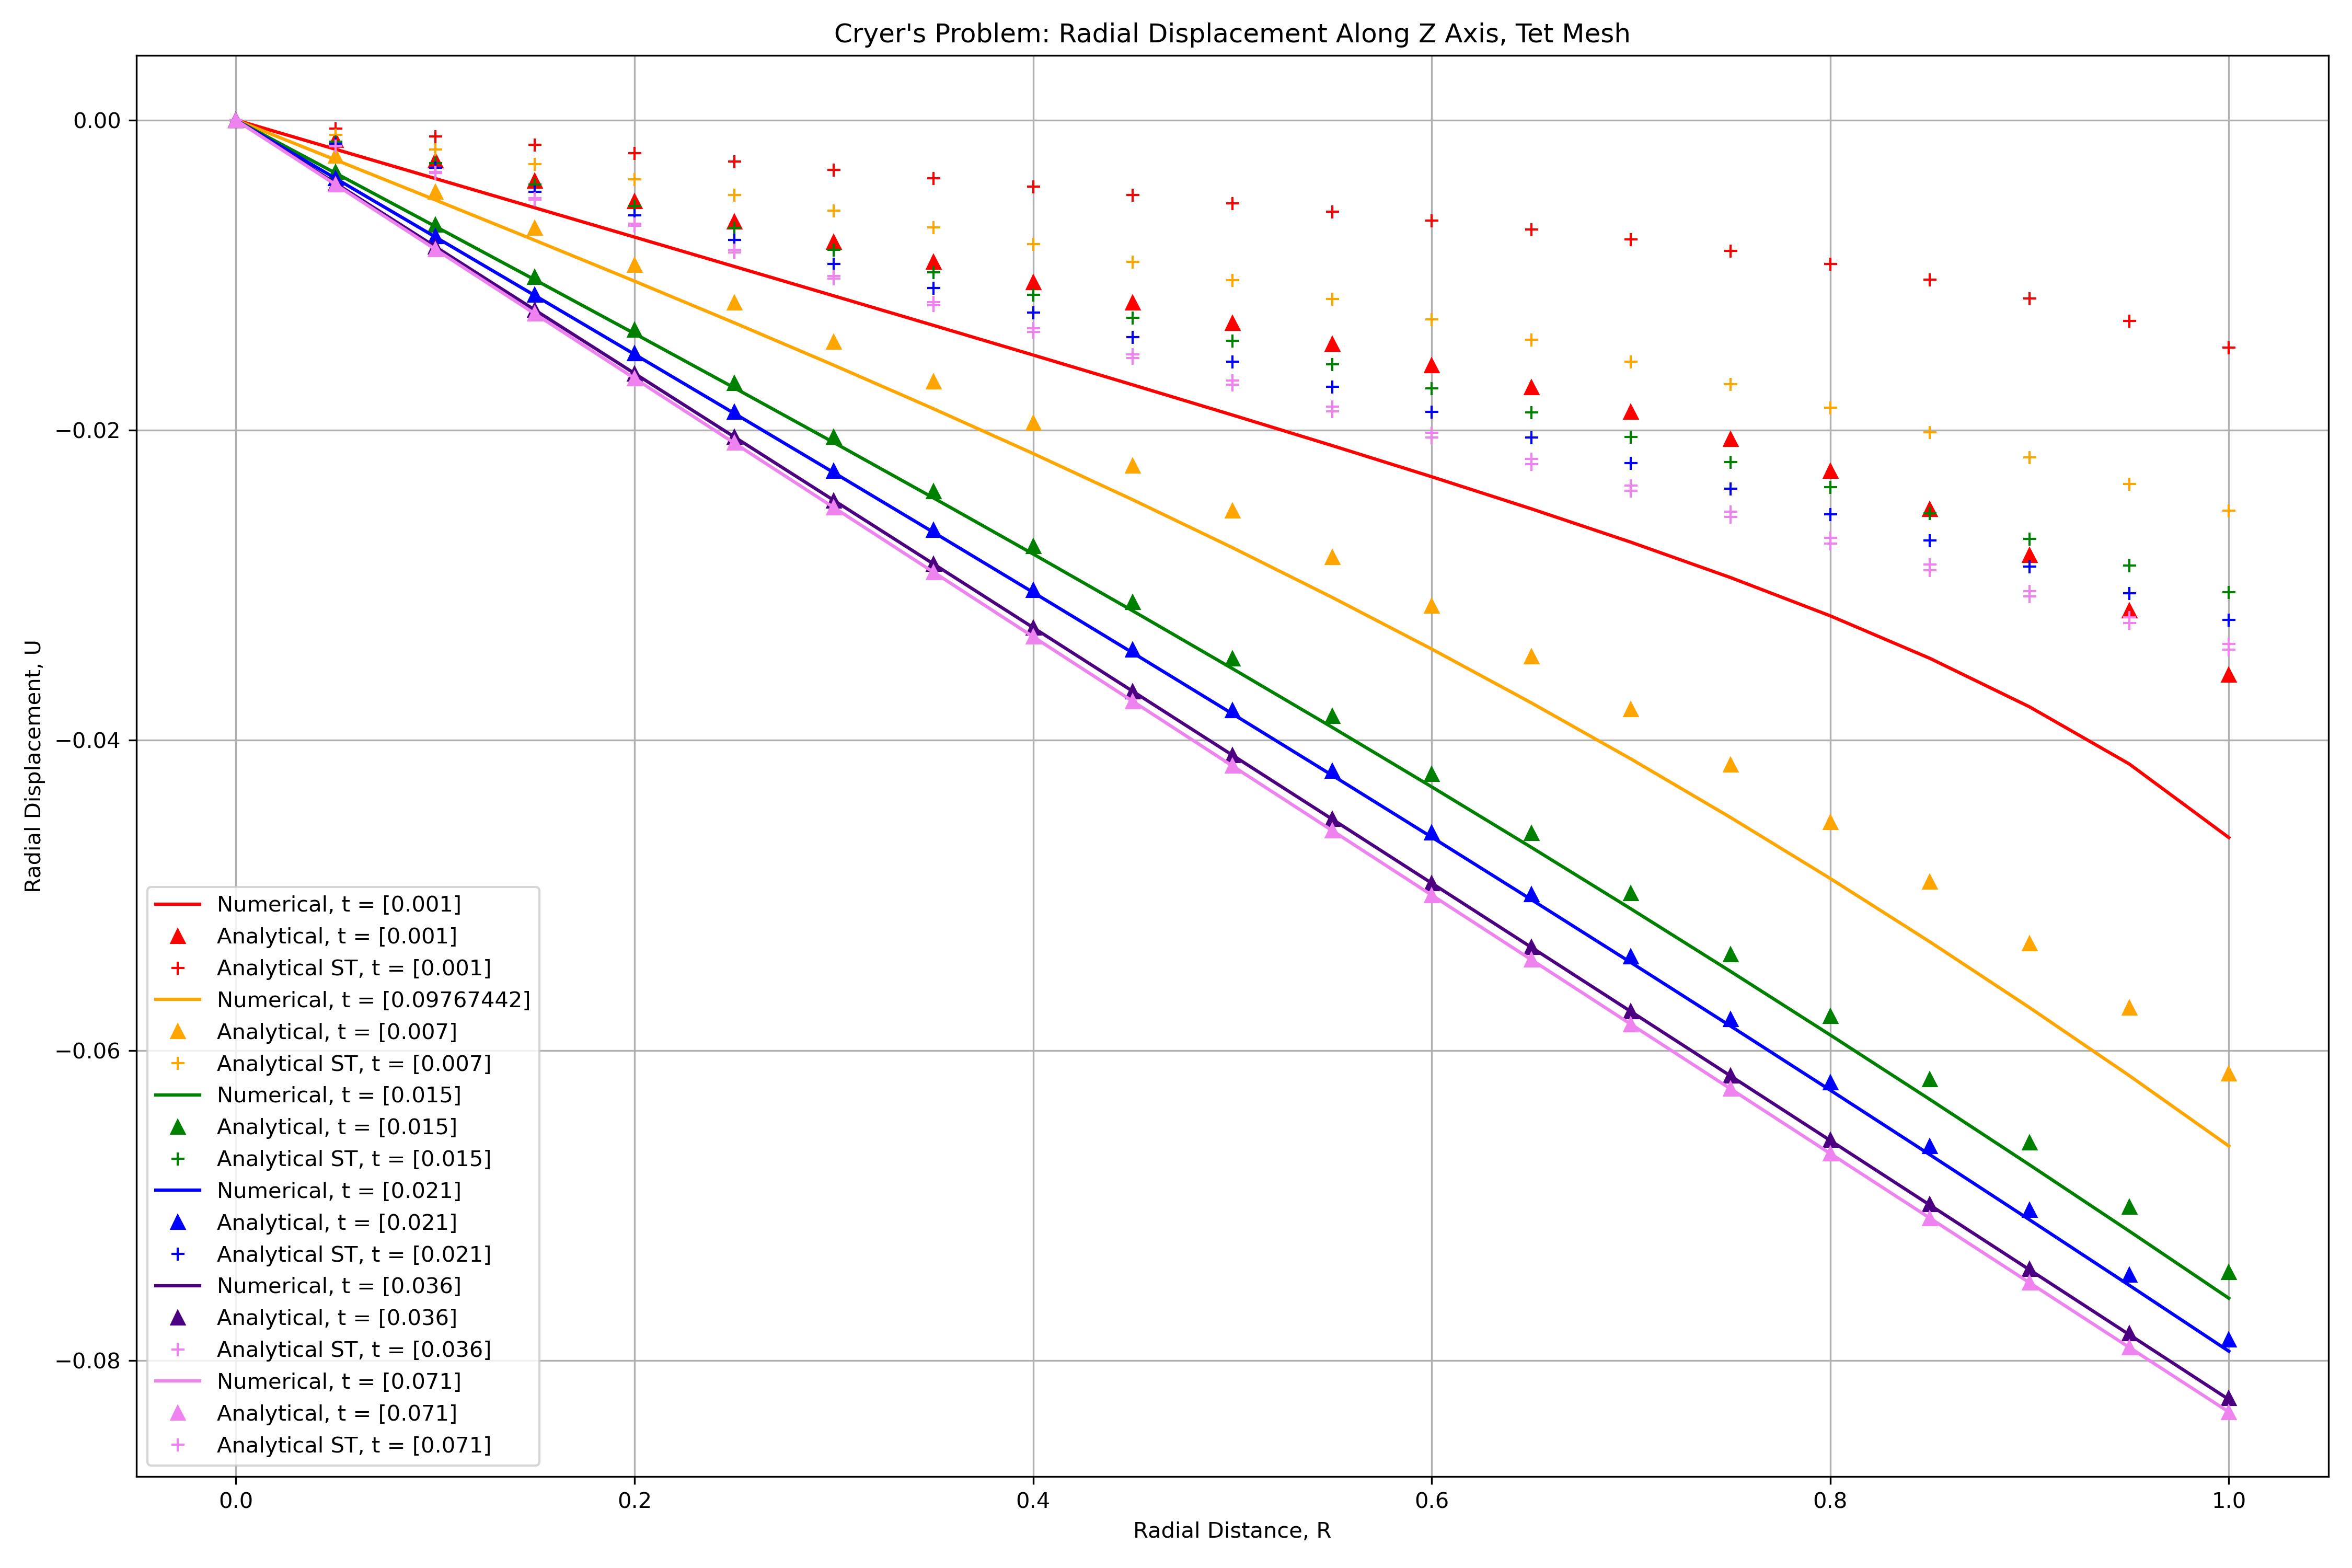 Cryer's Problem: Radial Displacement Along Z Axis, Tet Mesh
0.00
−0.02
−0.04
−0.06
−0.08
Radial Displacement, U
Numerical, t = [0.001]
Analytical, t = [0.001]
Analytical ST, t = [0.001]
Numerical, t = [0.09767442]
Analytical, t = [0.007]
Analytical ST, t = [0.007]
Numerical, t = [0.015]
Analytical, t = [0.015]
Analytical ST, t = [0.015]
Numerical, t = [0.021]
Analytical, t = [0.021]
Analytical ST, t = [0.021]
Numerical, t = [0.036]
Analytical, t = [0.036]
Analytical ST, t = [0.036]
Numerical, t = [0.071]
Analytical, t = [0.071]
Analytical ST, t = [0.071]
0.0 0.2 0.4 0.6 0.8 1.0
Radial Distance, R